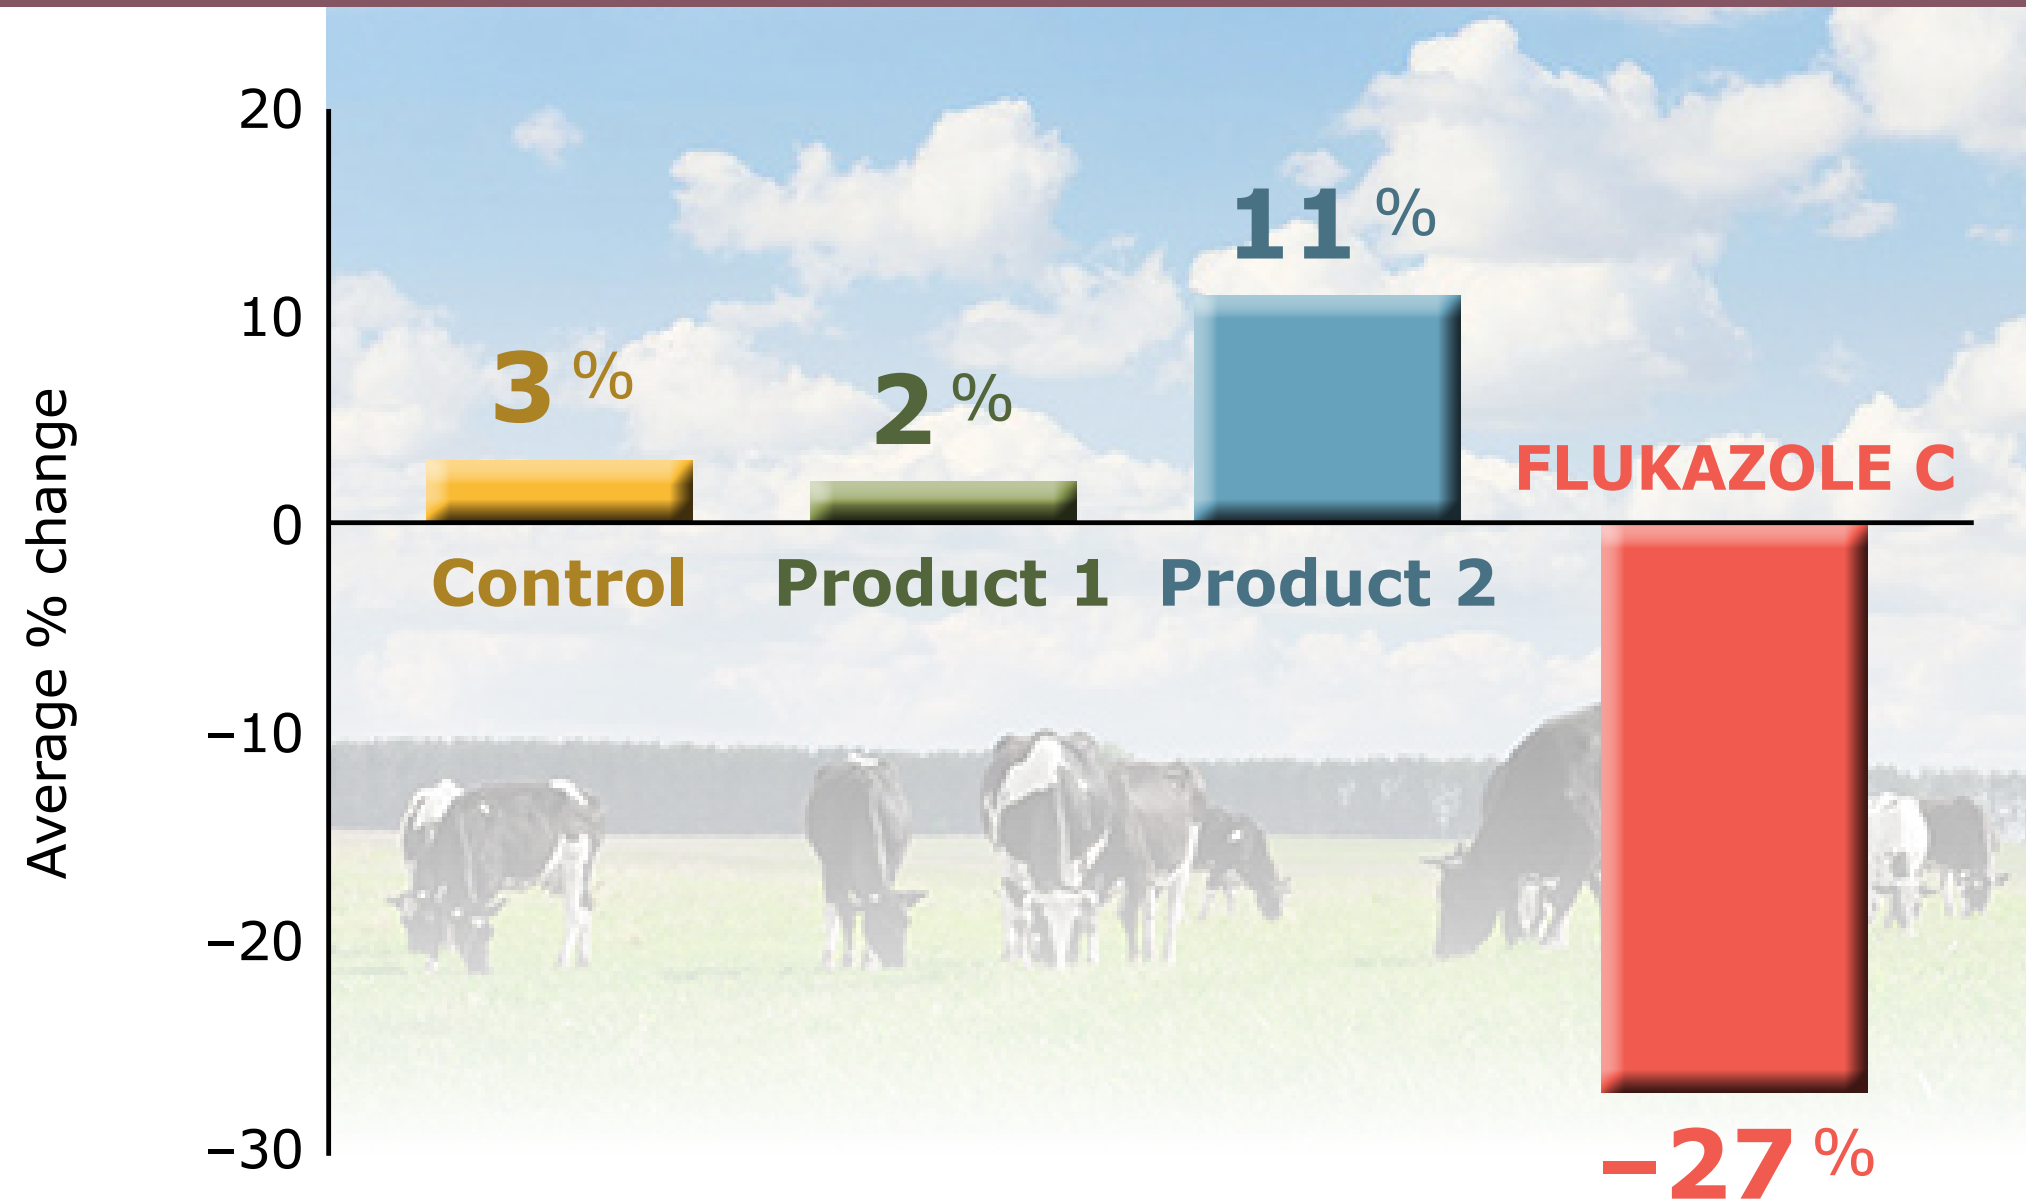 Average % change
20
10
0
–10
–20
–30
3 %
2 %
11 %
FLUKAZOLE C
Control
Product 1
Product 2
–27 %